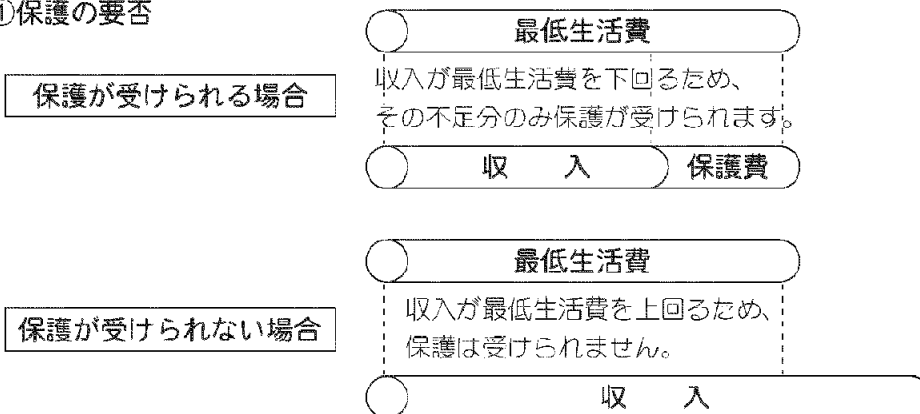 ①保護の要否
最低生活費
保護が受けられる場合
収入が最低生活費を下回るため、
その不足分のみ保護が受けられます。
収 入 保護費
最低生活費
保護が受けられない場合
収入が最低生活費を上回るため、
保護は受けられません。
収 入